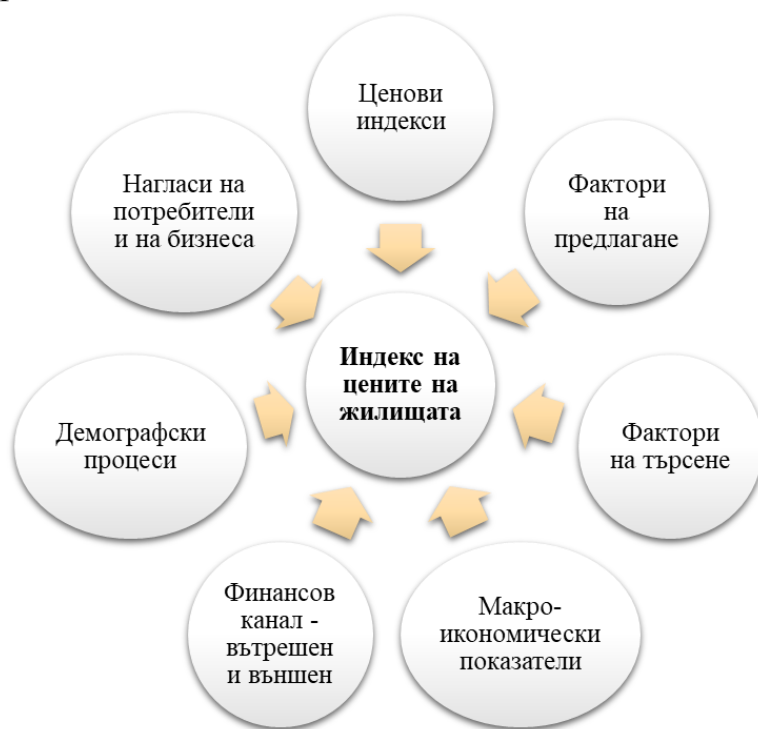 Ценови
индекси
Фактори
на
предлагане
Фактори
на търсене
Макро-
икономически
показатели
Финансов
канал -
вътрешен
и външен
Демографски
процеси
Нагласи на
потребители
и на бизнеса
Индекс на
цените на
жилищата